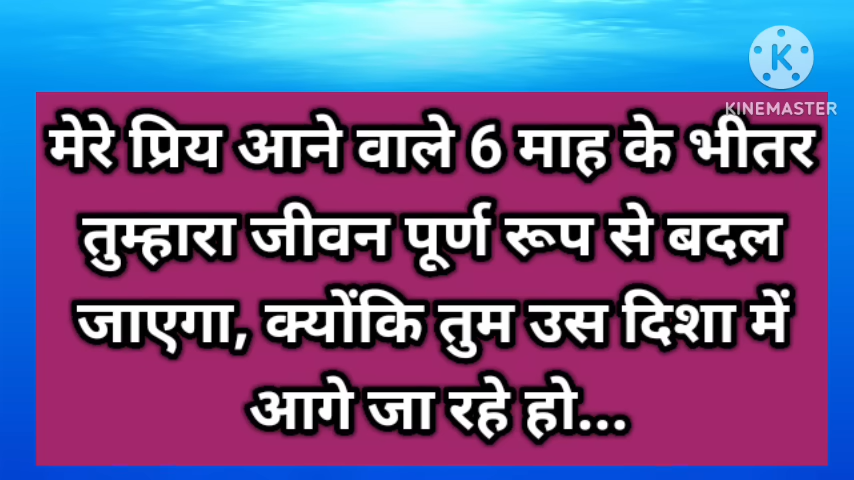 KINEMASTER
मेरे प्रिय आने वाले 6 माह के भीतर
तुम्हारा जीवन पूर्ण रूप से बदल
जाएगा, क्योंकि तुम उस दिशा में
आगे जा रहे हो...